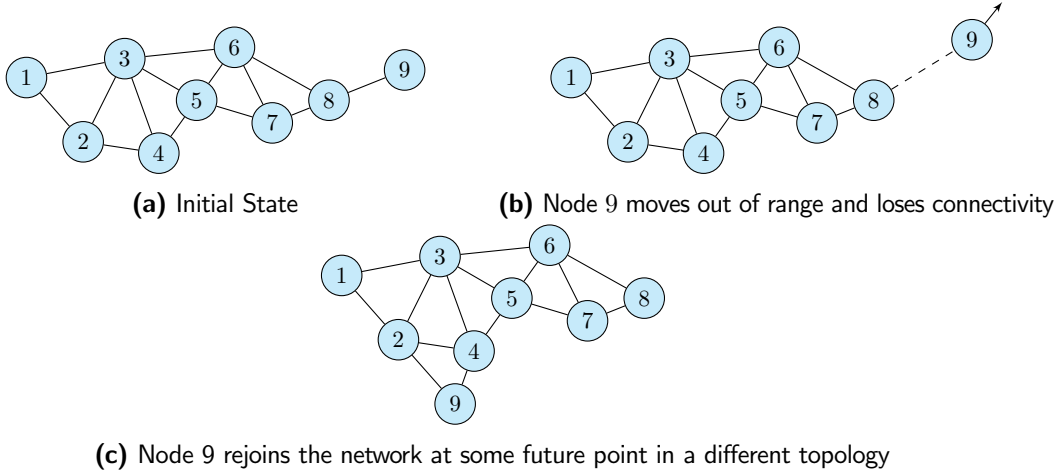 1 3 6 9
2 4 5 7 8
(a) Initial State
1 3 6 9
2 4 5 7 8
(b) Node 9 moves out of range and loses connectivity
1 3 6
2 4 5 7 8
9
(c) Node 9 rejoins the network at some future point in a different topology